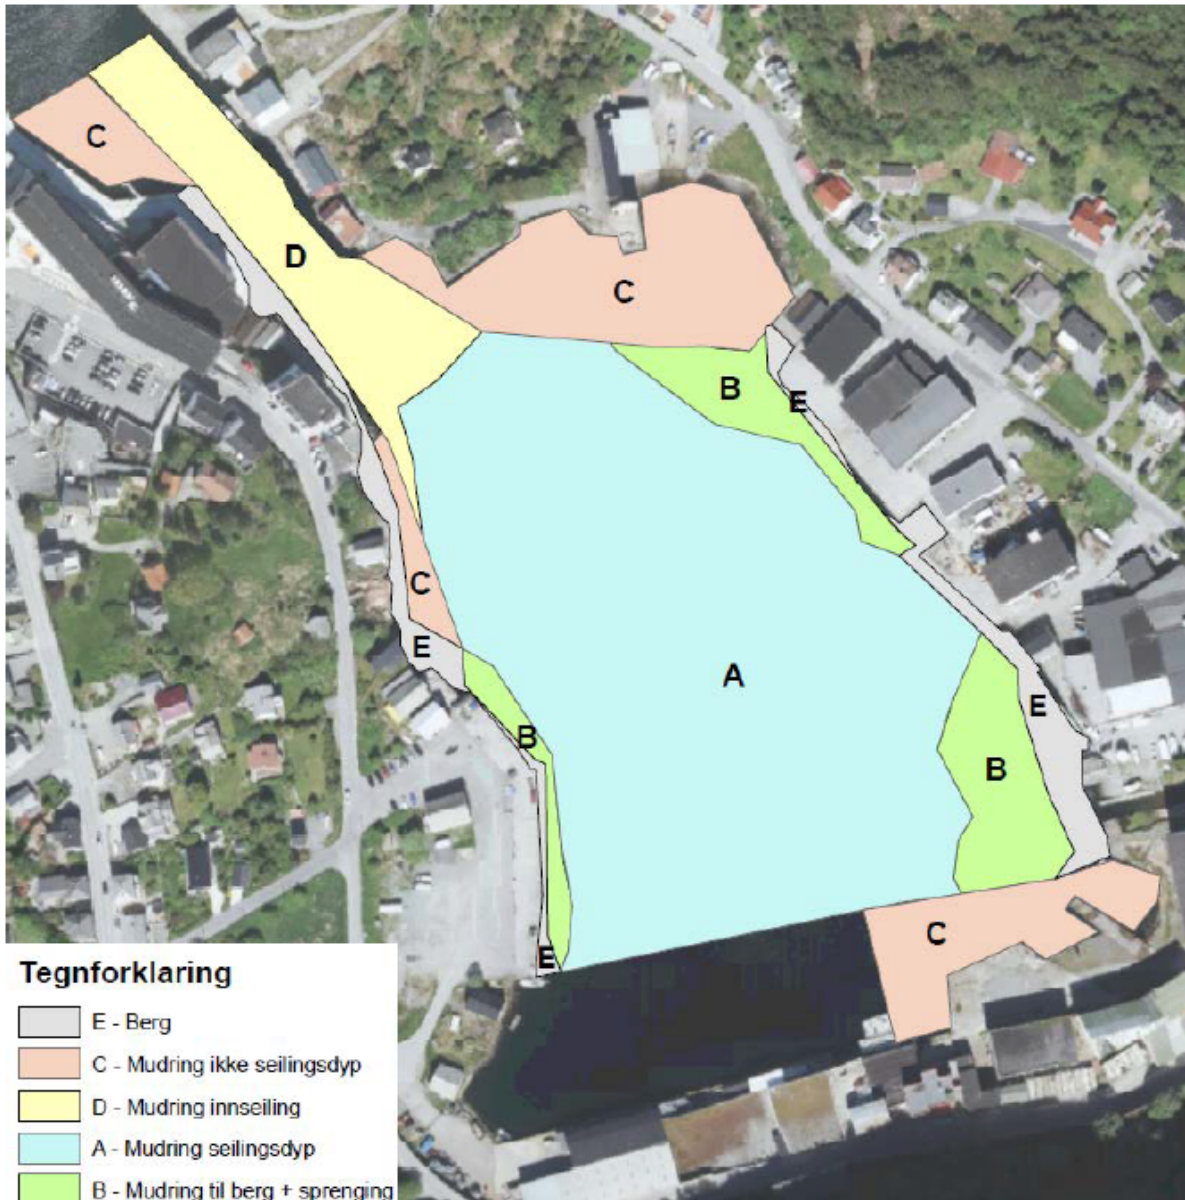 C
D
C
B
E
C
E
A
E
B
B
C
E
Tegnforklaring
E - Berg
C - Mudring ikke seilingsdyp
D - Mudring innseiling
A - Mudring seilingsdyp
B - Mudring til berg + sprenging